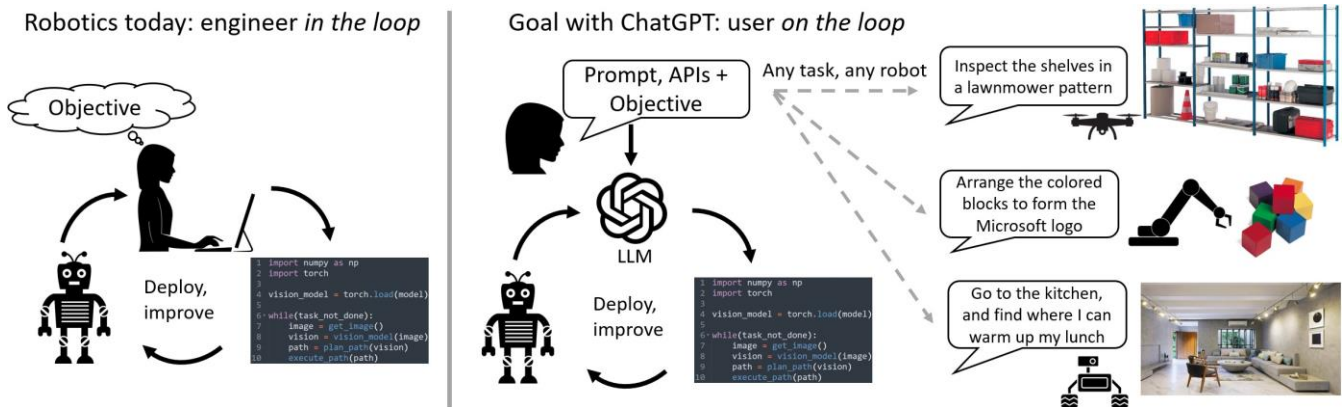 Robotics today: engineer in the loop
Objective
Deploy,
improve
1 import numpy as np
2 import torch
3
4 vision_model = torch.load(model)
5
6 while(task_not_done):
7     image = get_image()
8     vision = vision_model(image)
9     path = plan_path(vision)
10     execute_path(path)
Goal with ChatGPT: user on the loop
Prompt, APIs +
Objective
LLM
Deploy,
improve
1 import numpy as np
2 import torch
3
4 vision_model = torch.load(model)
5
6 while(task_not_done):
7     image = get_image()
8     vision = vision_model(image)
9     path = plan_path(vision)
10     execute_path(path)
Any task, any robot
Inspect the shelves in
a lawnmower pattern
Arrange the colored
blocks to form the
Microsoft logo
Go to the kitchen,
and find where I can
warm up my lunch